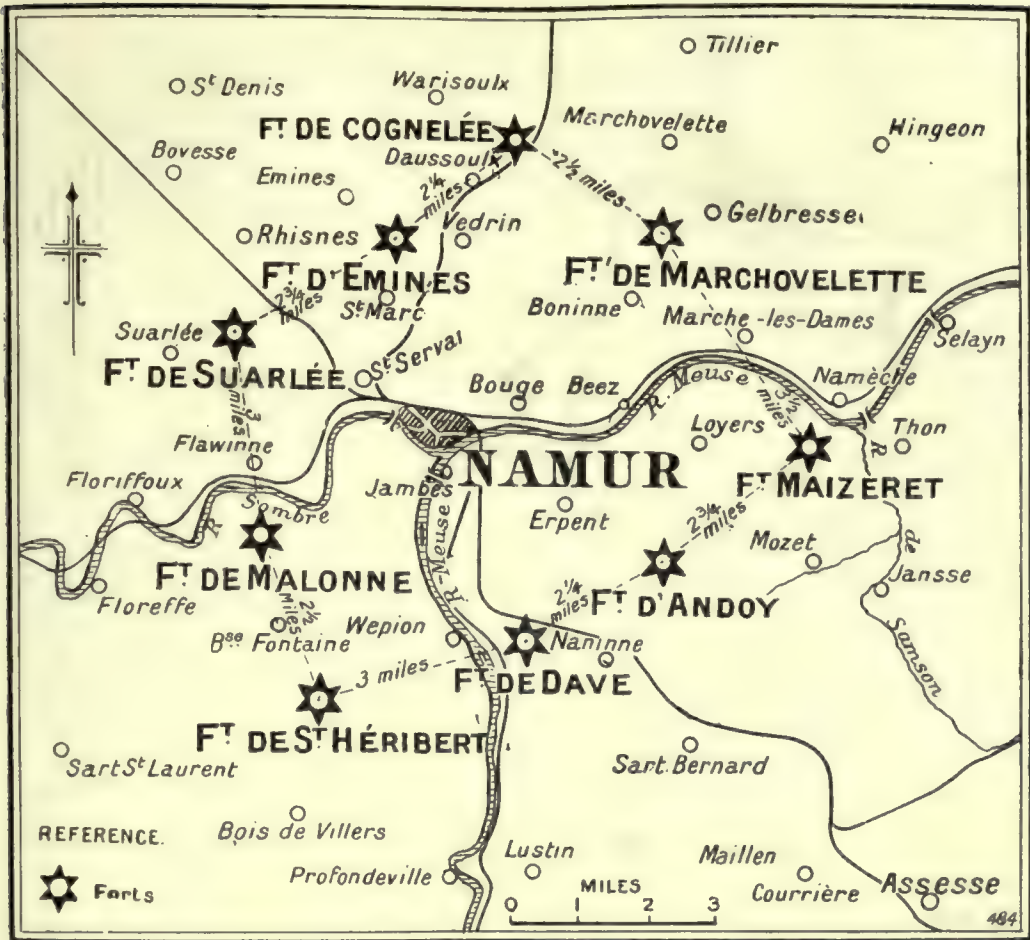 Tillier
St Denis
Warisoulx
FT DE COGNELÉE
Marchovelette
Hingeon
Bovesse
Daussoulx
2½ miles
Emines
2¼ miles
Gelbresse
Rhisnes
Vedrin
FT D'EMINES
FT DE MARCHOVELETTE
2¾ miles
St Marc
Boninne
Suarlée
Marche-les-Dames
Selayn
FT DE SUARLÉE
St Servai
R. Meuse
Namèche
3 miles
Bouge
Beez
3½ miles
Flawinne
Loyers
R
Thon
NAMUR
Floriffoux
Jambes
FT MAIZERET
R Sombre
Erpent
2¾ miles
Mozet
de
FT DE MALONNE
R. Meuse
Jansse
Floreffe
2¼ miles
FT D'ANDOY
2½ miles
Bse Fontaine
Wepion
Naninne
Samson
3 miles
FT DE DAVE
FT DE ST HÉRIBERT
Sart St Laurent
Sart Bernard
REFERENCE.
Bois de Villers
Forts
Profondeville
Lustin
Maillen
MILES
Courrière
Assesse
0 1 2 3
484